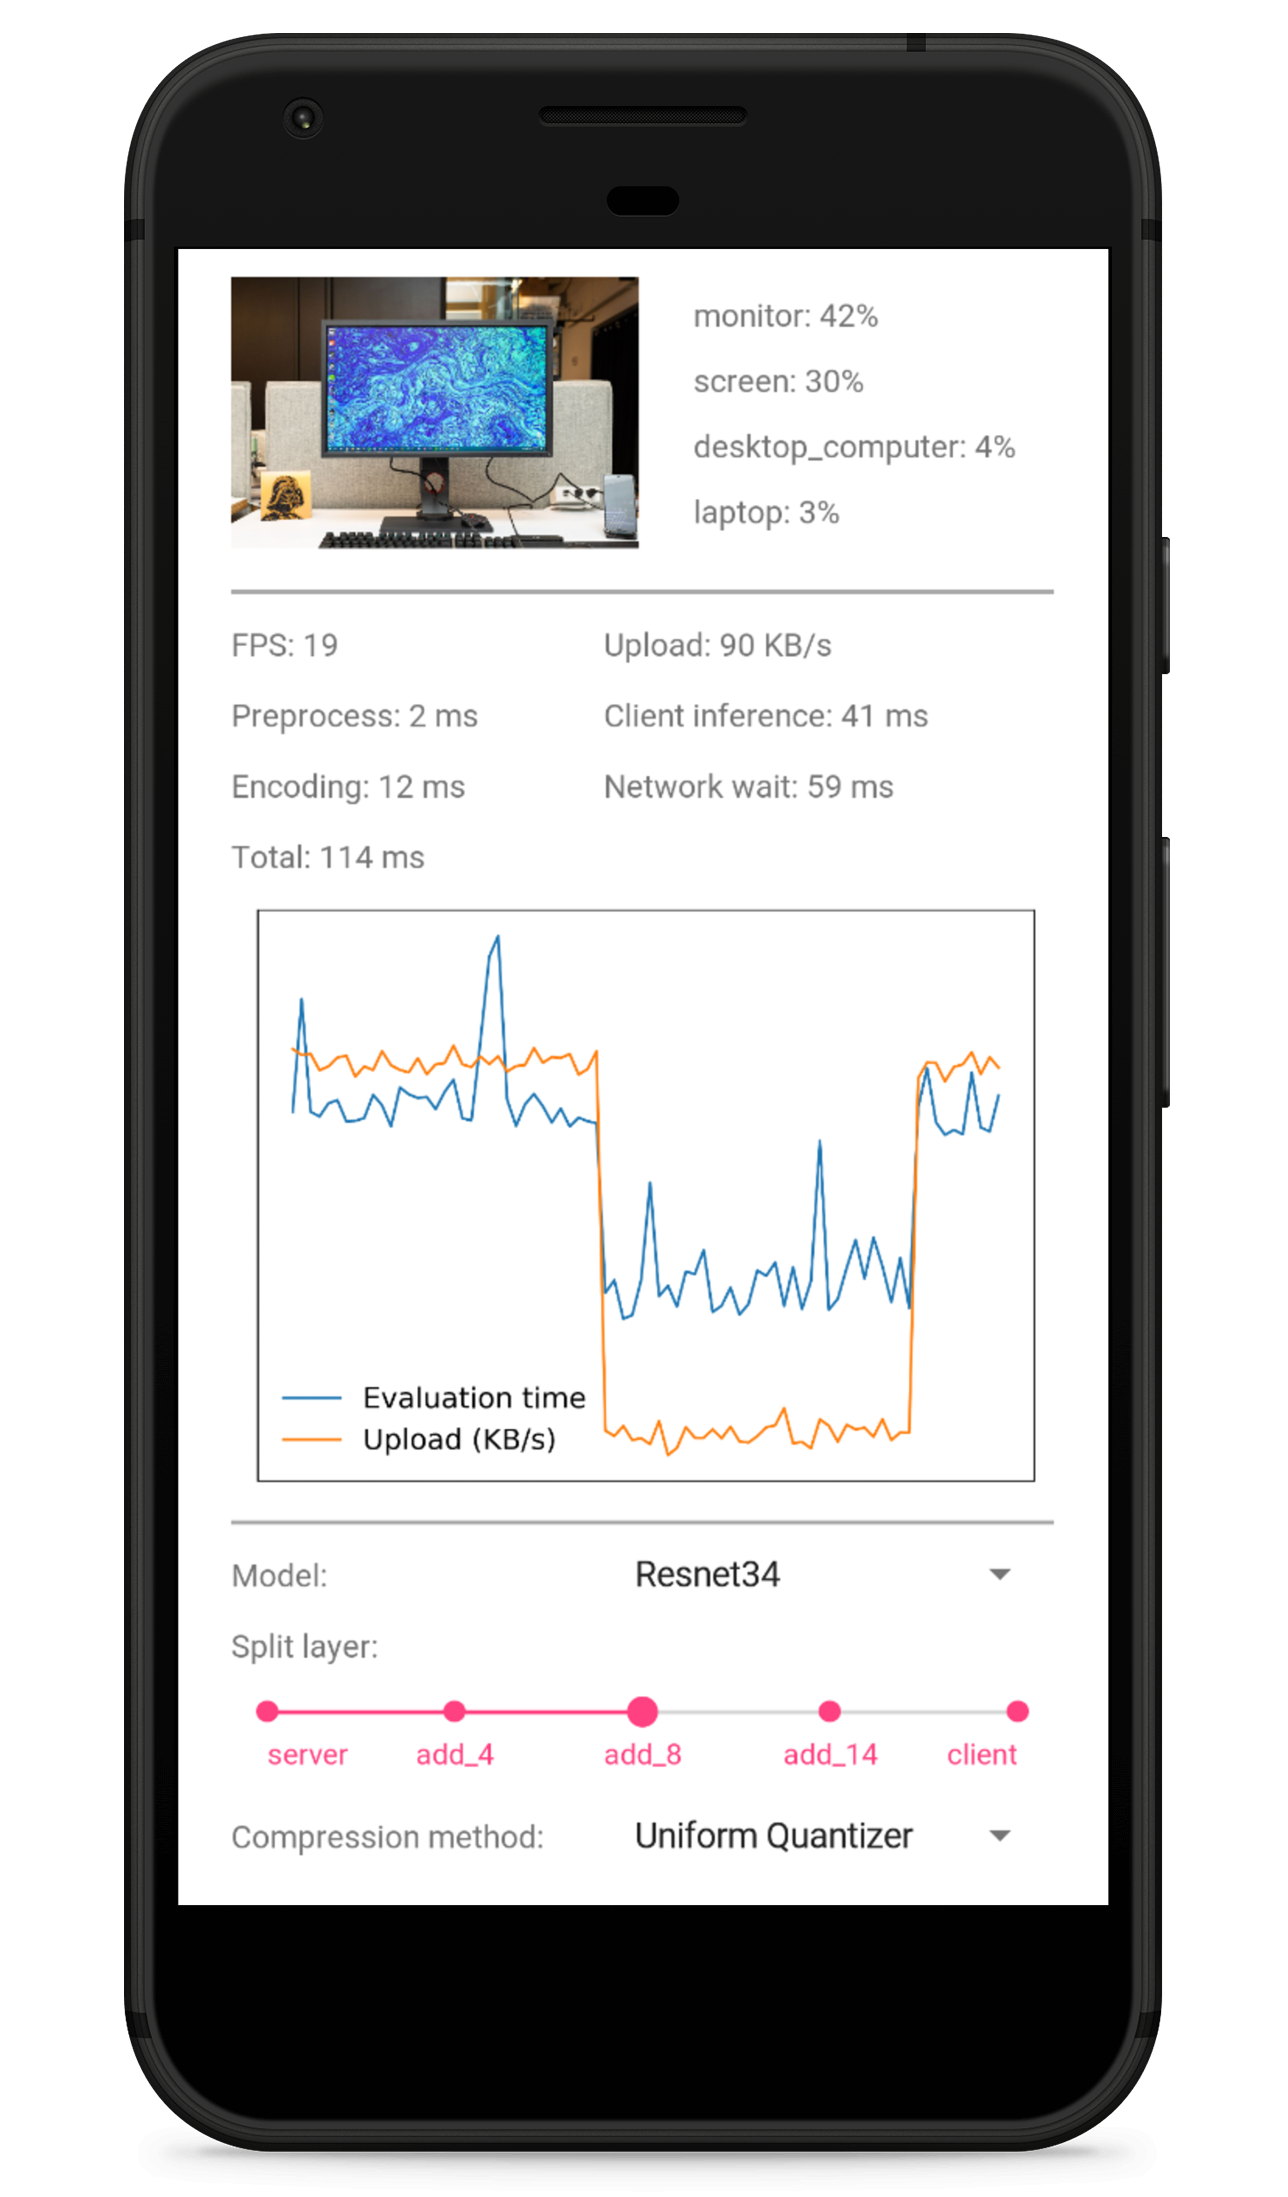 monitor: 42%
screen: 30%
desktop_computer: 4%
laptop: 3%
FPS: 19
Upload: 90 KB/s
Preprocess: 2 ms
Client inference: 41 ms
Encoding: 12 ms
Network wait: 59 ms
Total: 114 ms
Evaluation time
Upload (KB/s)
Model:
Resnet34
Split layer:
server
add_4
add_8
add_14
client
Compression method:
Uniform Quantizer